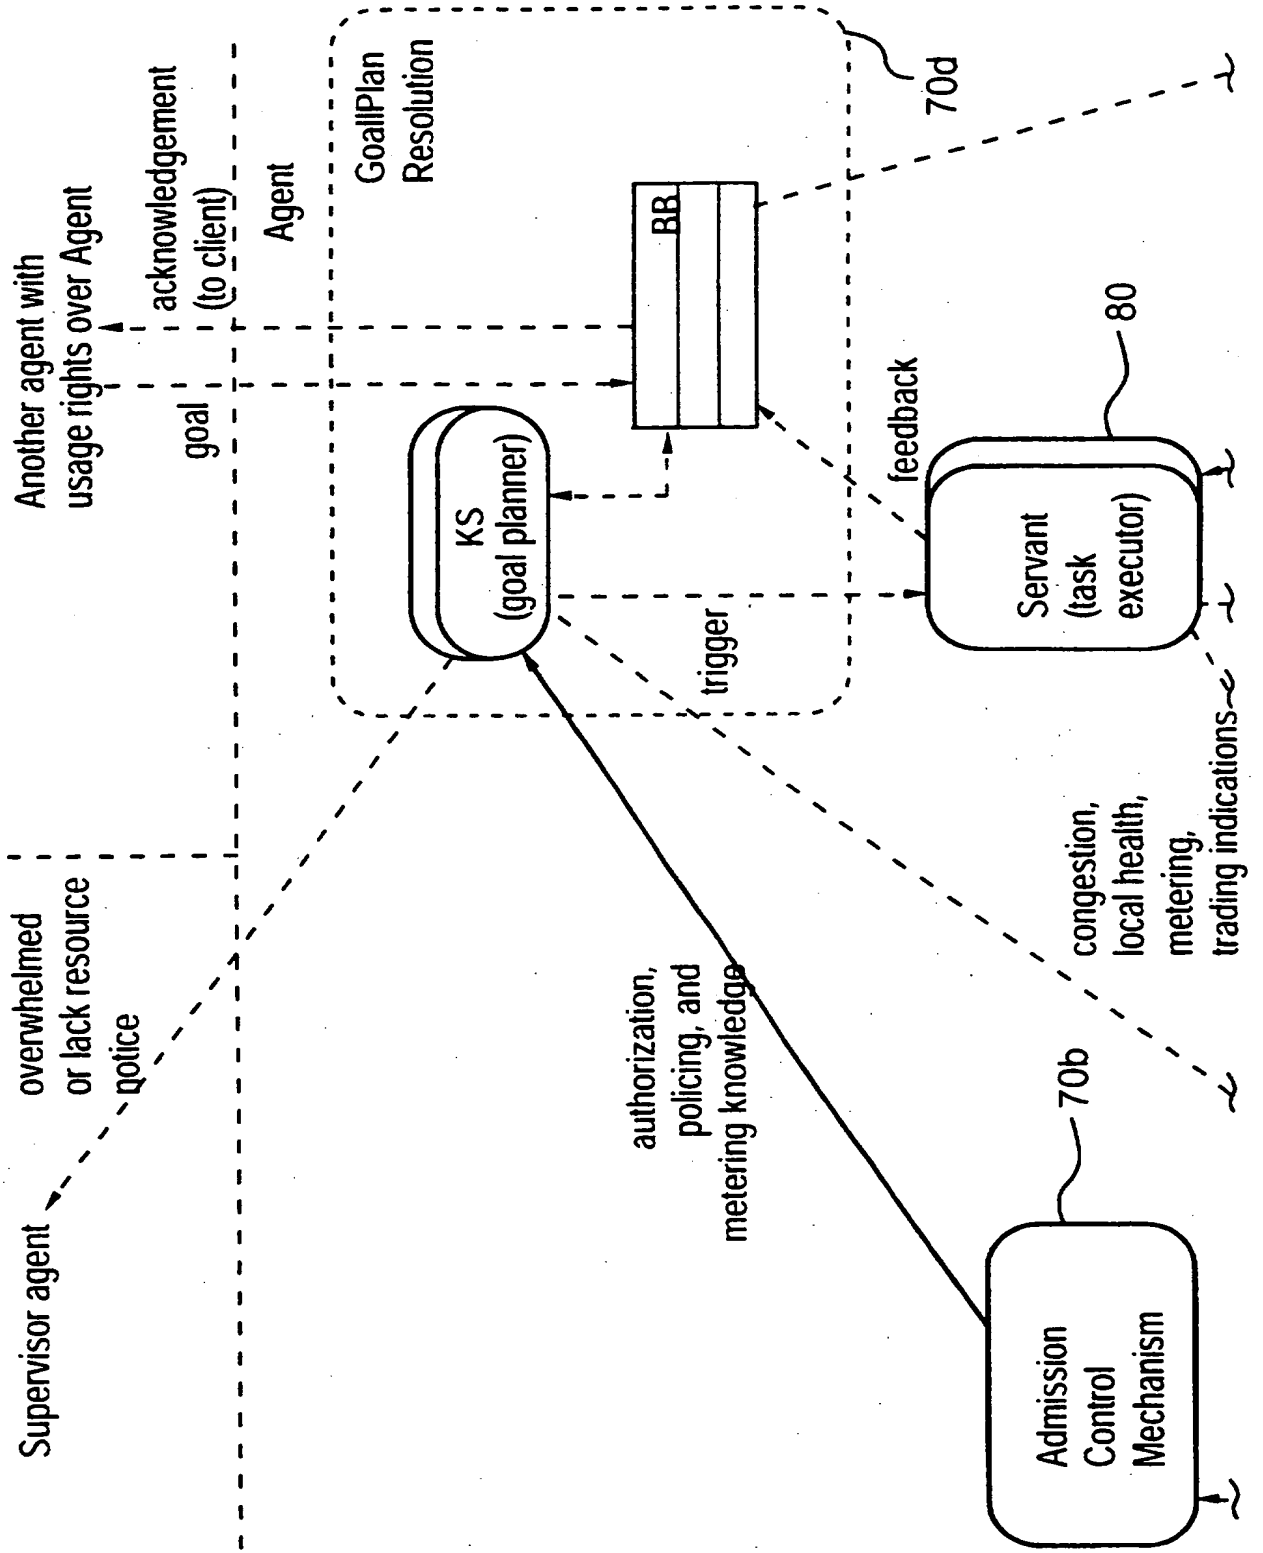 Supervisor agent
overwhelmed
or lack resource
notice
Another agent with
usage rights over Agent
goal
acknowledgement
(to client)
Agent
GoallPlan
Resolution
KS
(goal planner)
BB
authorization,
policing, and
metering knowledge
trigger
feedback
70d
Admission
Control
Mechanism
70b
Servant
(task
executor)
80
congestion,
local health,
metering,
trading indications